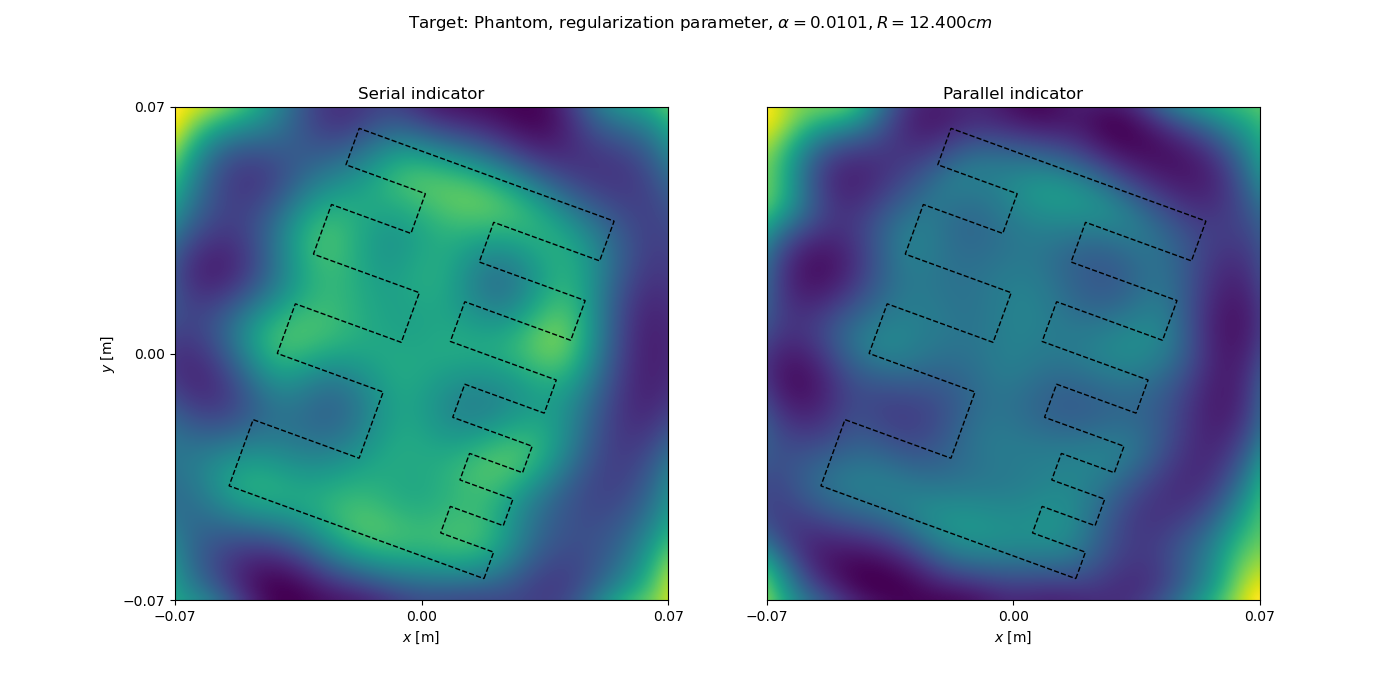 Target: Phantom, regularization parameter, α = 0.0101, R = 12.400cm
Serial indicator
Parallel indicator
0.07
0.00
−0.07
y [m]
−0.07
0.00
0.07
−0.07
0.00
0.07
x [m]
x [m]